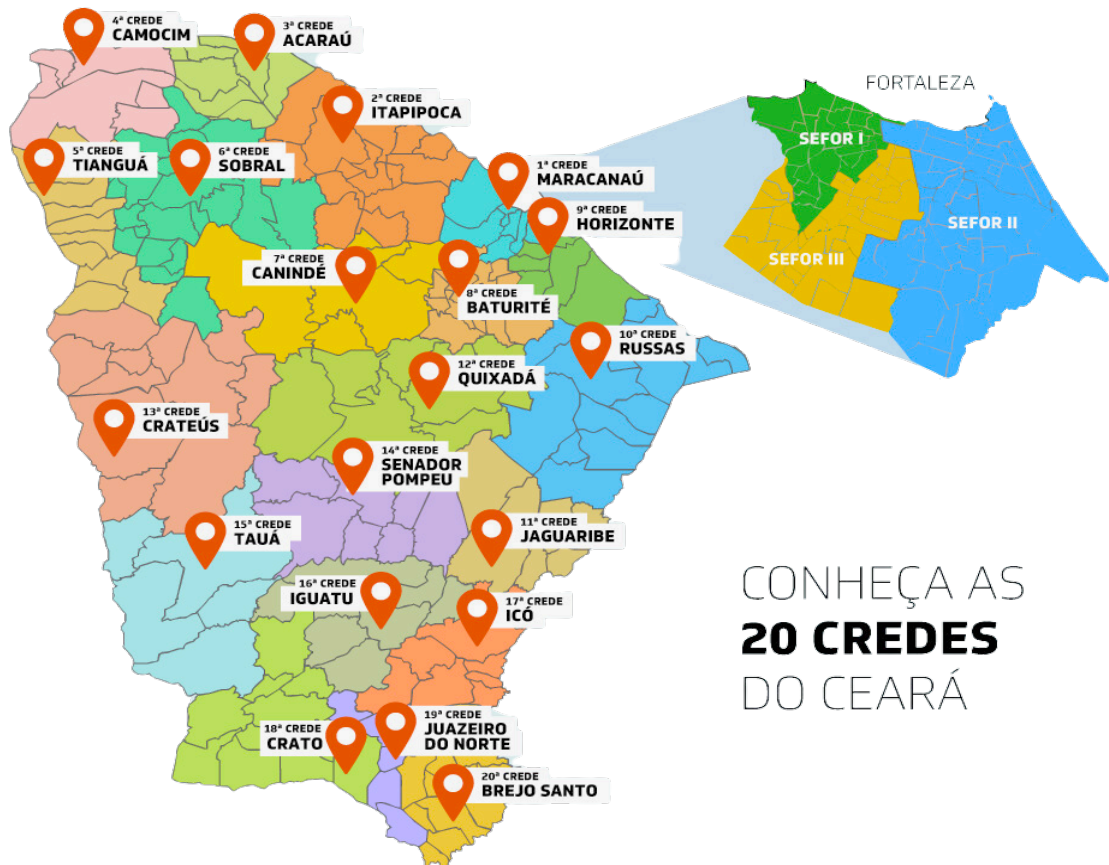 4ª CREDE
CAMOCIM
3ª CREDE
ACARAÚ
2ª CREDE
ITAPIPOCA
5ª CREDE
TIANGUÁ
6ª CREDE
SOBRAL
1ª CREDE
MARACANAÚ
9ª CREDE
HORIZONTE
7ª CREDE
CANINDÉ
8ª CREDE
BATURITÉ
10ª CREDE
RUSSAS
12ª CREDE
QUIXADÁ
13ª CREDE
CRATEÚS
14ª CREDE
SENADOR
POMPEU
15ª CREDE
TAUÁ
11ª CREDE
JAGUARIBE
16ª CREDE
IGUATU
17ª CREDE
ICÓ
18ª CREDE
CRATO
19ª CREDE
JUAZEIRO
DO NORTE
20ª CREDE
BREJO SANTO
FORTALEZA
SEFOR I
SEFOR II
SEFOR III
CONHEÇA AS
20 CREDES
DO CEARÁ